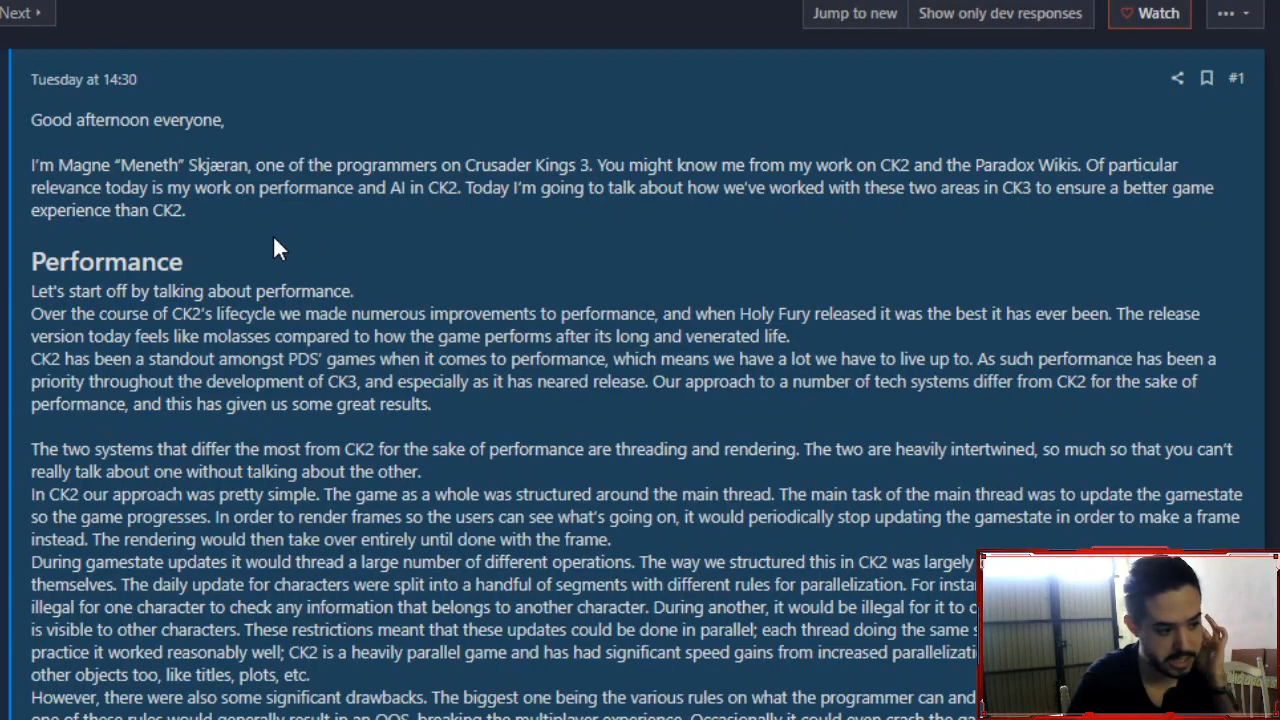 Next
Jump to new
Show only dev responses
Watch
Tuesday at 14:30
#1
Good afternoon everyone,
I'm Magne “Meneth” Skjæran, one of the programmers on Crusader Kings 3. You might know me from my work on CK2 and the Paradox Wikis. Of particular
relevance today is my work on performance and AI in CK2. Today I'm going to talk about how we've worked with these two areas in CK3 to ensure a better game
experience than CK2.
Performance
Let's start off by talking about performance.
Over the course of CK2's lifecycle we made numerous improvements to performance, and when Holy Fury released it was the best it has ever been. The release
version today feels like molasses compared to how the game performs after its long and venerated life.
CK2 has been a standout amongst PDS' games when it comes to performance, which means we have a lot we have to live up to. As such performance has been a
priority throughout the development of CK3, and especially as it has neared release. Our approach to a number of tech systems differ from CK2 for the sake of
performance, and this has given us some great results.
The two systems that differ the most from CK2 for the sake of performance are threading and rendering. The two are heavily intertwined, so much so that you can't
really talk about one without talking about the other.
In CK2 our approach was pretty simple. The game as a whole was structured around the main thread. The main task of the main thread was to update the gamestate
so the game progresses. In order to render frames so the users can see what's going on, it would periodically stop updating the gamestate in order to make a frame
instead. The rendering would then take over entirely until done with the frame.
During gamestate updates it would thread a large number of different operations. The way we structured this in CK2 was largely
themselves. The daily update for characters were split into a handful of segments with different rules for parallelization. For
illegal for one character to check any information that belongs to another character. During another, it would be illegal for it to
is visible to other characters. These restrictions meant that these updates could be done in parallel; each thread doing the same
practice it worked reasonably well; CK2 is a heavily parallel game and has had significant speed gains from increased
other objects too, like titles, plots, etc.
However, there were also some significant drawbacks. The biggest one being the various rules on what the programmer can and
one of those rules would generally result in an OOS, breaking the multiplayer experience. Occasionally it could even crash the